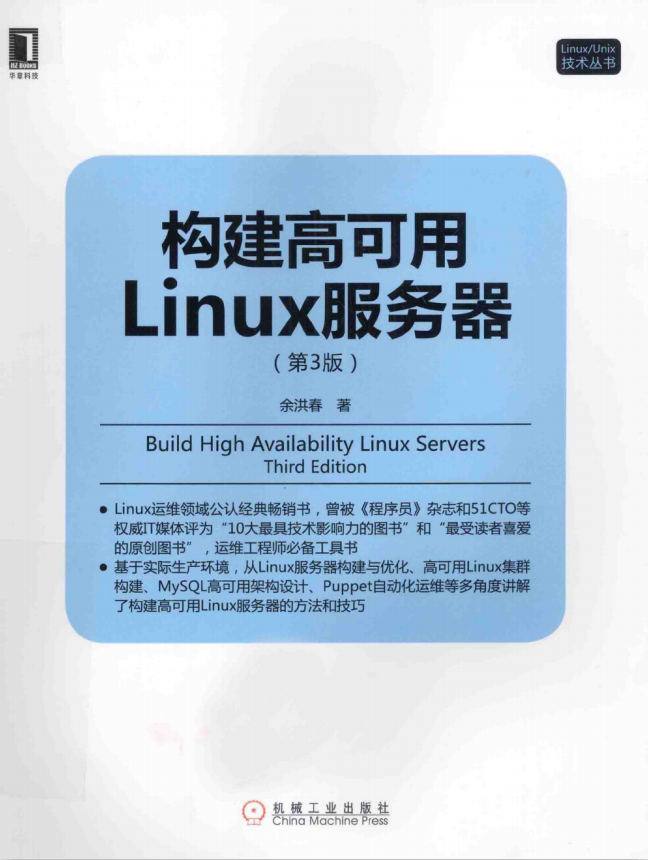 HZ BOOKS
华章科技
Linux/Unix
技术丛书
构建高可用
Linux服务器
（第3版）
余洪春 著
Build High Availability Linux Servers
Third Edition
● Linux运维领域公认经典畅销书，曾被《程序员》杂志和51CTO等
权威IT媒体评为“10大最具技术影响力的图书”和“最受读者喜爱
的原创图书”，运维工程师必备工具书
● 基于实际生产环境，从Linux服务器构建与优化、高可用Linux集群
构建、MySQL高可用架构设计、Puppet自动化运维等多角度讲解
了构建高可用Linux服务器的方法和技巧
机械工业出版社
China Machine Press